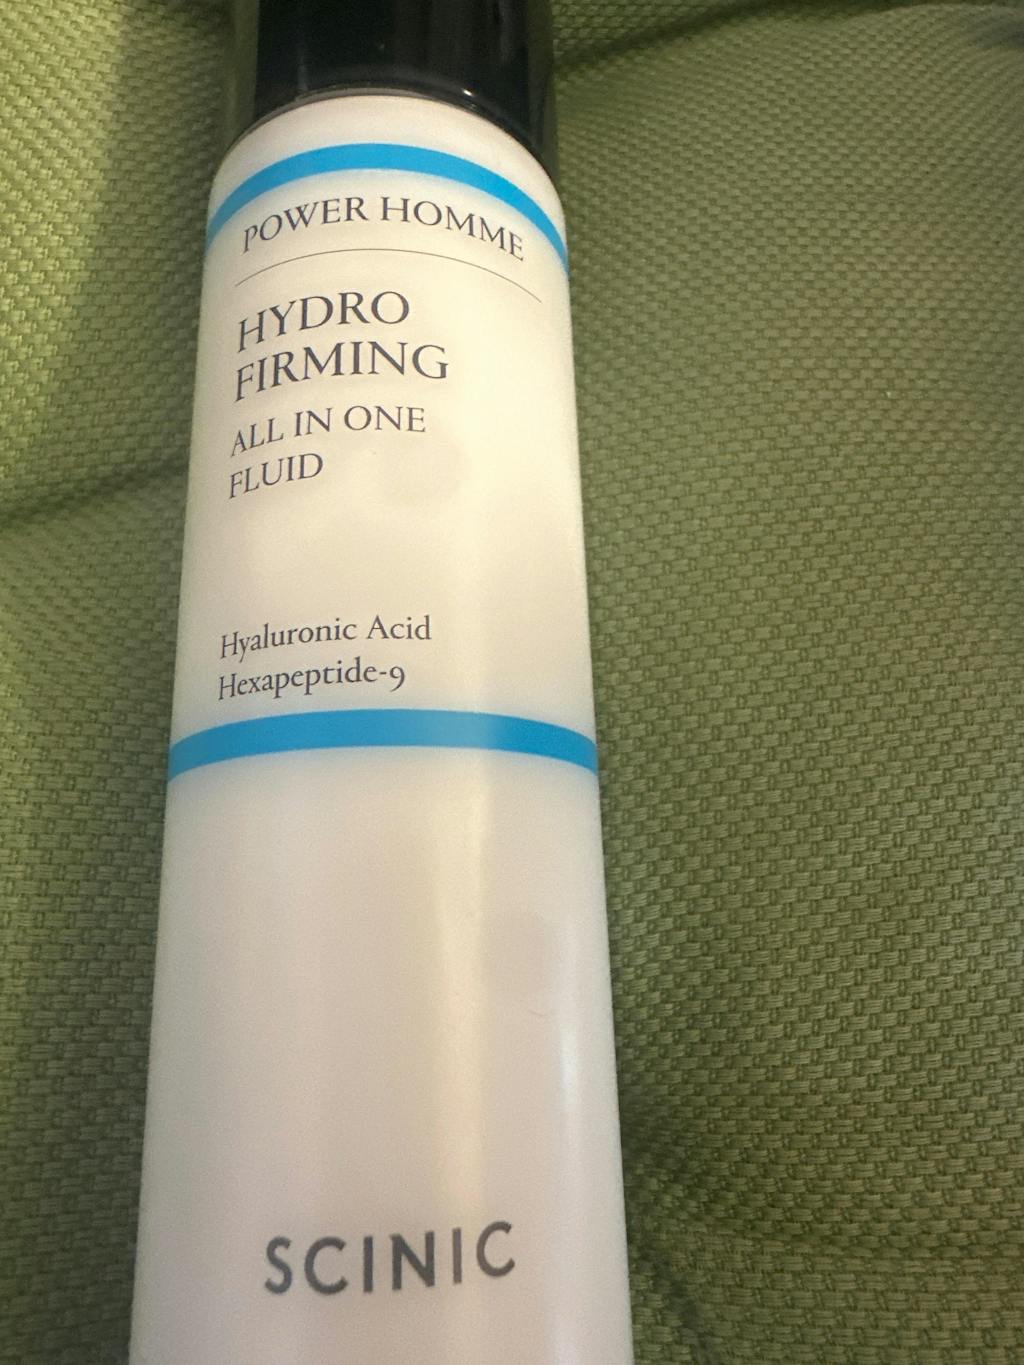 POWER HOMME
HYDRO
FIRMING
ALL IN ONE
FLUID
Hyaluronic Acid
Hexapeptide-9
SCINIC